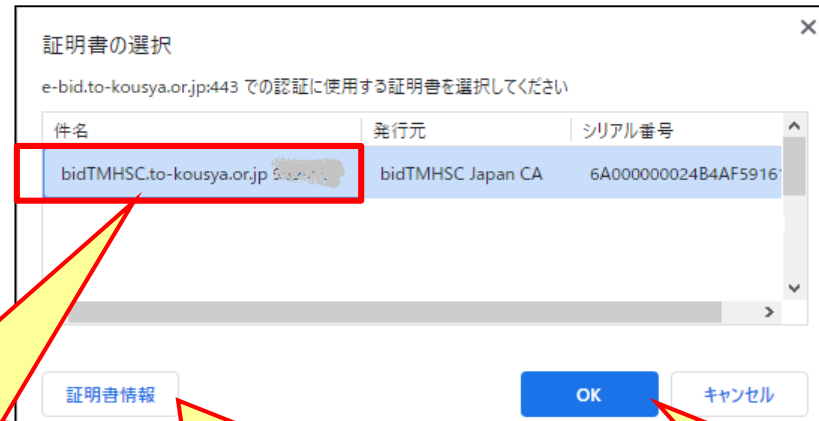 証明書の選択
e-bid.to-kousya.or.jp:443 での認証に使用する証明書を選択してください
件名 発行元 シリアル番号
bidTMHSC.to-kousya.or.jp bidTMHSC Japan CA 6A000000024B4AF5916
証明書情報 OK キャンセル